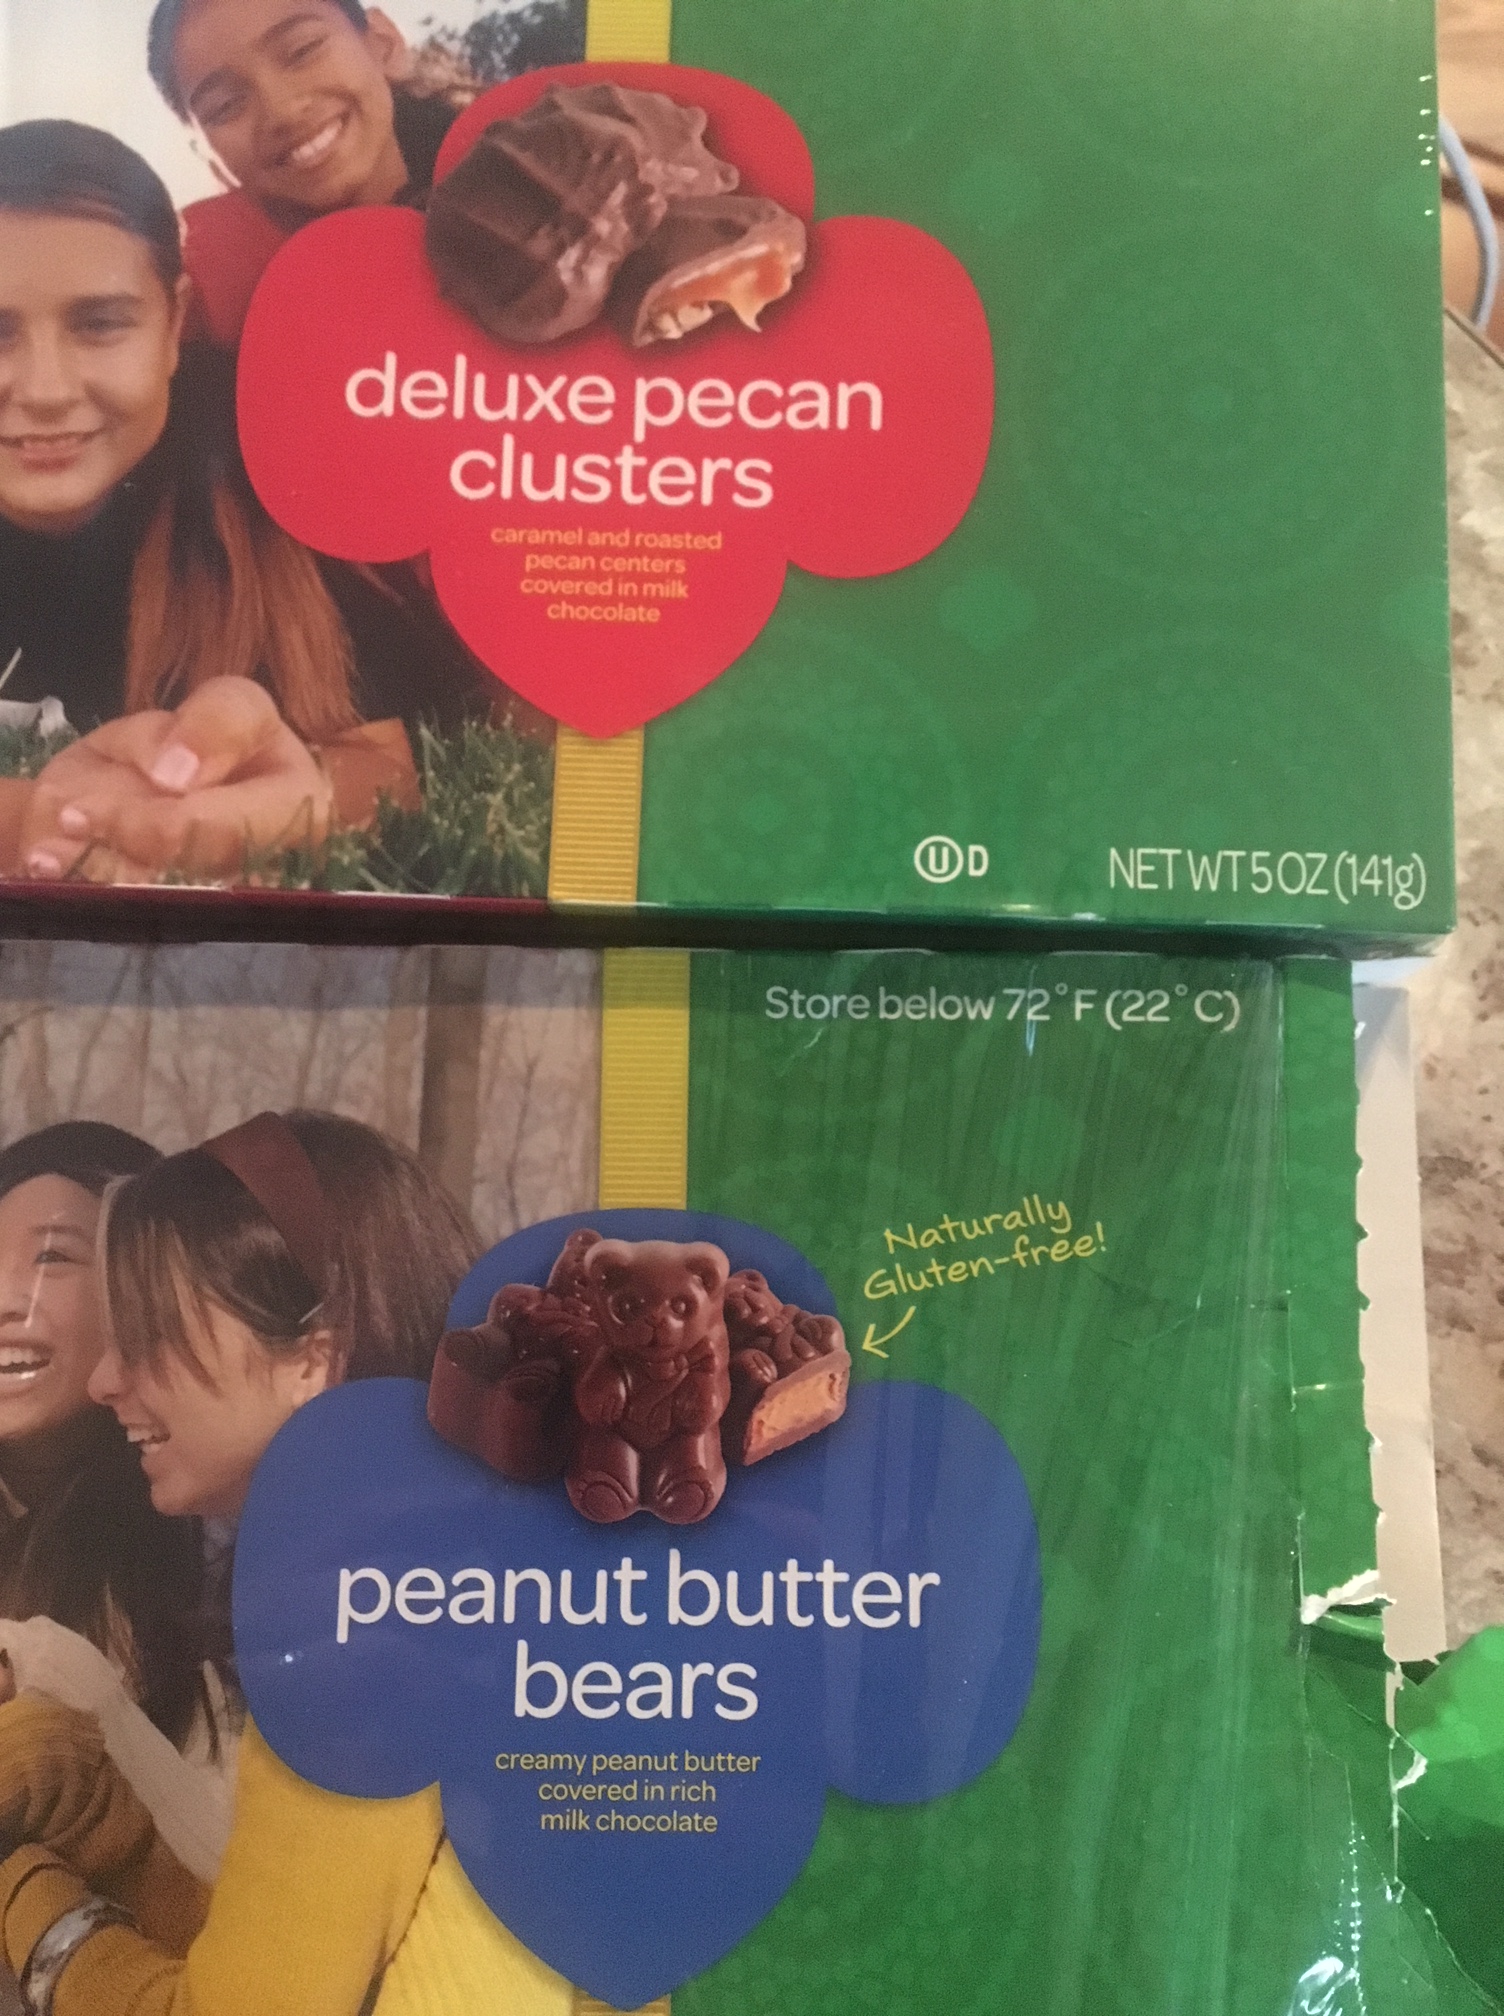 deluxe pecan
clusters
caramel and roasted
pecan centers
covered in milk
chocolate
Ⓤ D
NET WT 5 OZ (141g)
Store below 72°F (22°C)
Naturally
Gluten-free!
peanut butter
bears
creamy peanut butter
covered in rich
milk chocolate